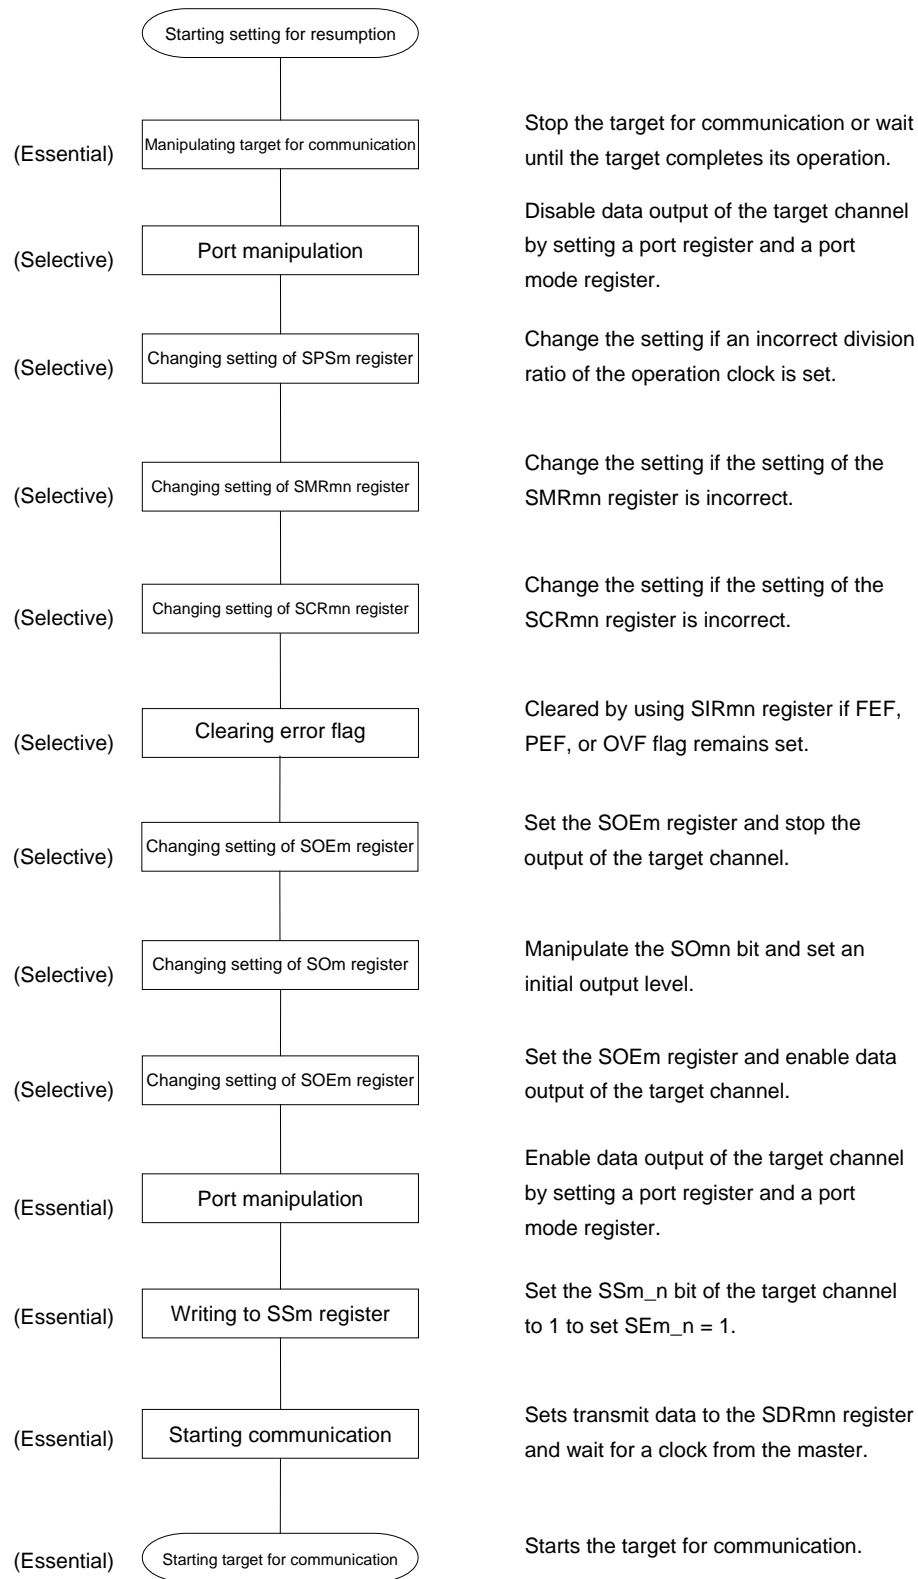 Starting setting for resumption
(Essential)
Manipulating target for communication
Stop the target for communication or wait
until the target completes its operation.
(Selective)
Port manipulation
Disable data output of the target channel
by setting a port register and a port
mode register.
(Selective)
Changing setting of SPSm register
Change the setting if an incorrect division
ratio of the operation clock is set.
(Selective)
Changing setting of SMRmn register
Change the setting if the setting of the
SMRmn register is incorrect.
(Selective)
Changing setting of SCRmn register
Change the setting if the setting of the
SCRmn register is incorrect.
(Selective)
Clearing error flag
Cleared by using SIRmn register if FEF,
PEF, or OVF flag remains set.
(Selective)
Changing setting of SOEm register
Set the SOEm register and stop the
output of the target channel.
(Selective)
Changing setting of SOm register
Manipulate the SOmn bit and set an
initial output level.
(Selective)
Changing setting of SOEm register
Set the SOEm register and enable data
output of the target channel.
(Essential)
Port manipulation
Enable data output of the target channel
by setting a port register and a port
mode register.
(Essential)
Writing to SSm register
Set the SSm_n bit of the target channel
to 1 to set SEm_n = 1.
(Essential)
Starting communication
Sets transmit data to the SDRmn register
and wait for a clock from the master.
(Essential)
Starting target for communication
Starts the target for communication.